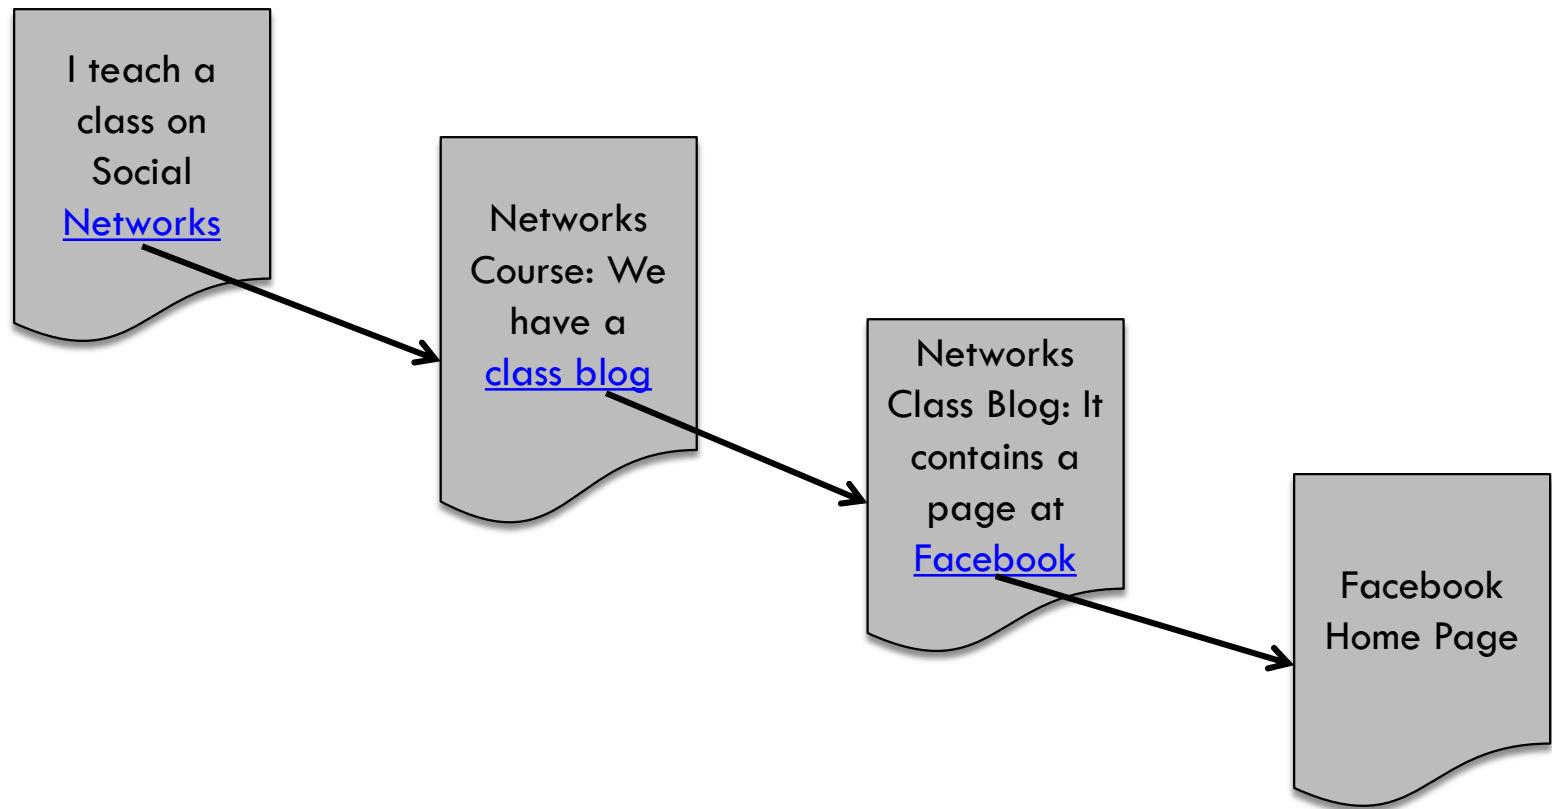 I teach a
class on
Social
Networks
Networks
Course: We
have a
class blog
Networks
Class Blog: It
contains a
page at
Facebook
Facebook
Home Page